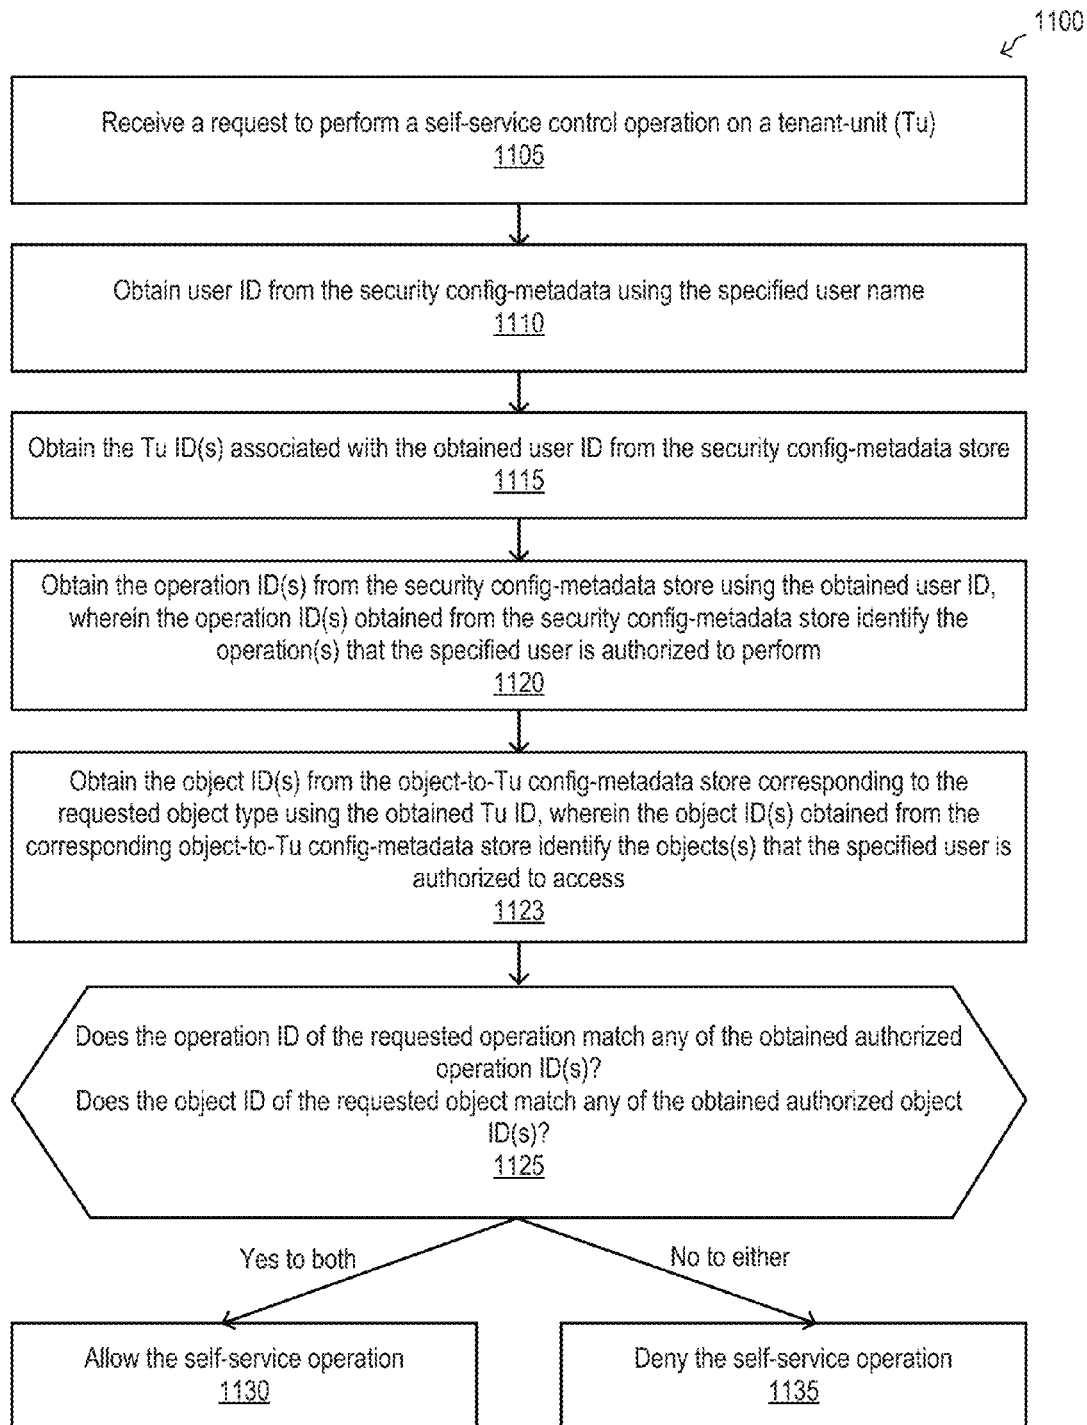 1100
Receive a request to perform a self-service control operation on a tenant-unit (Tu)
1105
Obtain user ID from the security config-metadata using the specified user name
1110
Obtain the Tu ID(s) associated with the obtained user ID from the security config-metadata store
1115
Obtain the operation ID(s) from the security config-metadata store using the obtained user ID,
wherein the operation ID(s) obtained from the security config-metadata store identify the
operation(s) that the specified user is authorized to perform
1120
Obtain the object ID(s) from the object-to-Tu config-metadata store corresponding to the
requested object type using the obtained Tu ID, wherein the object ID(s) obtained from the
corresponding object-to-Tu config-metadata store identify the objects(s) that the specified user is
authorized to access
1123
Does the operation ID of the requested operation match any of the obtained authorized
operation ID(s)?
Does the object ID of the requested object match any of the obtained authorized object
ID(s)?
1125
Yes to both
No to either
Allow the self-service operation
1130
Deny the self-service operation
1135